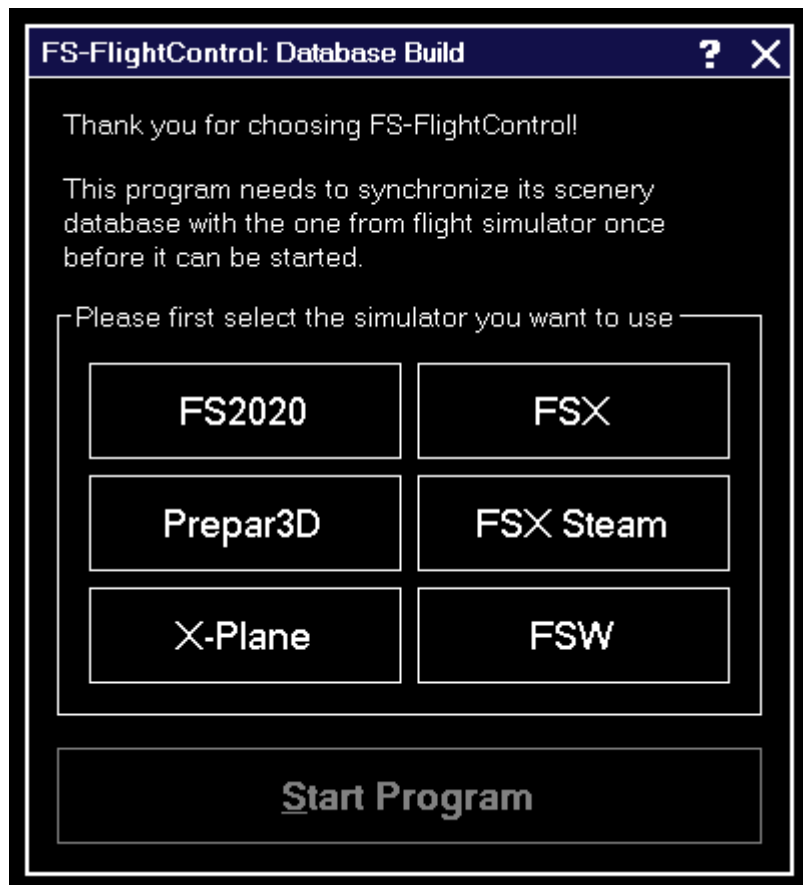 FS-FlightControl: Database Build ? X
Thank you for choosing FS-FlightControl!
This program needs to synchronize its scenery
database with the one from flight simulator once
before it can be started.
Please first select the simulator you want to use
FS2020 FSX
Prepar3D FSX Steam
X-Plane FSW
Start Program